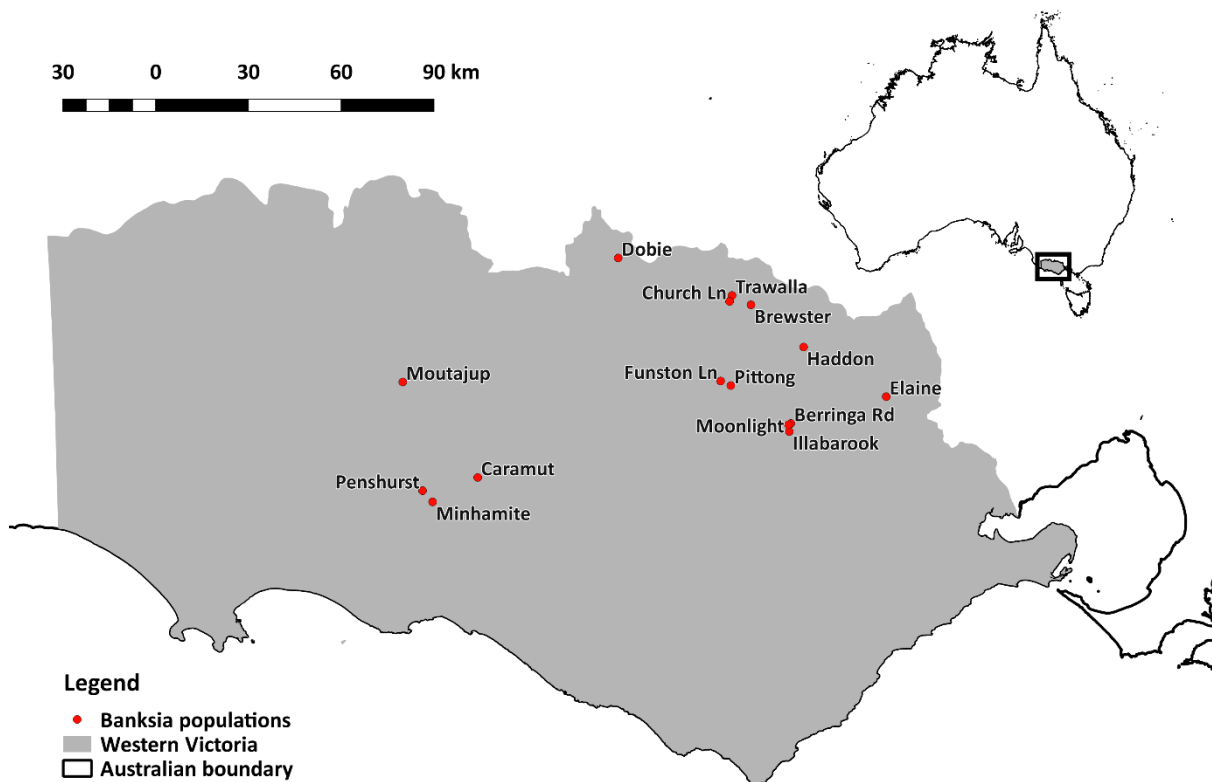 30 0 30 60 90 km
Dobie
Trawalla
Church Ln
Brewster
Haddon
Moutajup
Funston Ln
Pittong
Elaine
Berringa Rd
Moonlight
Illabarook
Caramut
Penshurst
Minhamite
Legend
Banksia populations
Western Victoria
Australian boundary